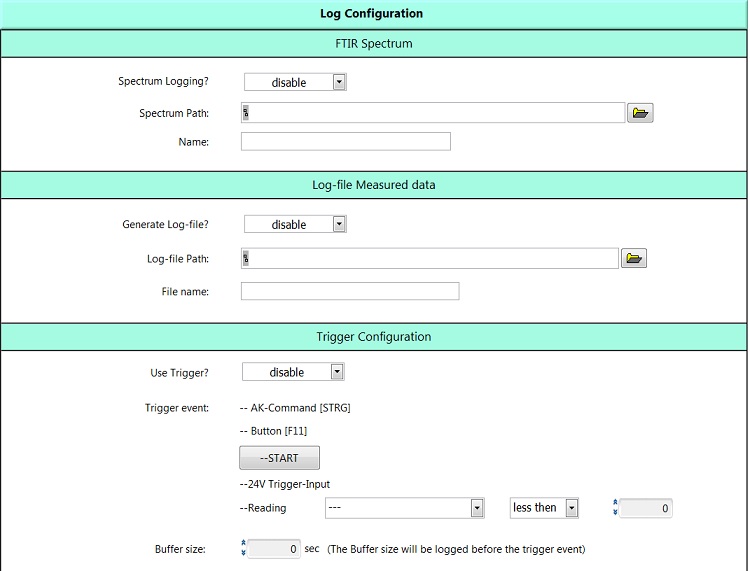 Log Configuration
FTIR Spectrum
Spectrum Logging? disable
Spectrum Path:
Name:
Log-file Measured data
Generate Log-file? disable
Log-file Path:
File name:
Trigger Configuration
Use Trigger? disable
Trigger event: -- AK-Command [STRG]
-- Button [F11]
--START
--24V Trigger-Input
--Reading --- less then 0
Buffer size: 0 sec (The Buffer size will be logged before the trigger event)